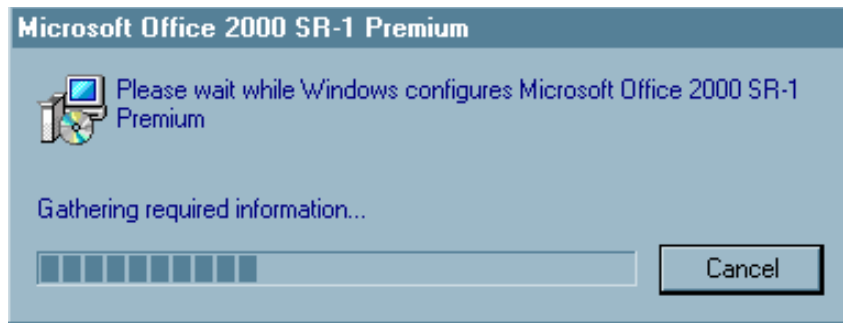 Microsoft Office 2000 SR-1 Premium
Please wait while Windows configures Microsoft Office 2000 SR-1
Premium
Gathering required information...
Cancel